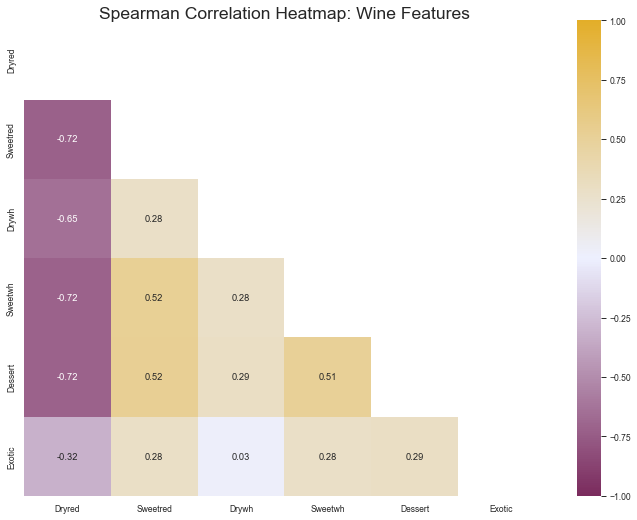 Spearman Correlation Heatmap: Wine Features
Dryred
Sweetred -0.72
Drywh -0.65 0.28
Sweetwh -0.72 0.52 0.28
Dessert -0.72 0.52 0.29 0.51
Exotic -0.32 0.28 0.03 0.28 0.29
Dryred Sweetred Drywh Sweetwh Dessert Exotic
1.00
0.75
0.50
0.25
0.00
−0.25
−0.50
−0.75
−1.00